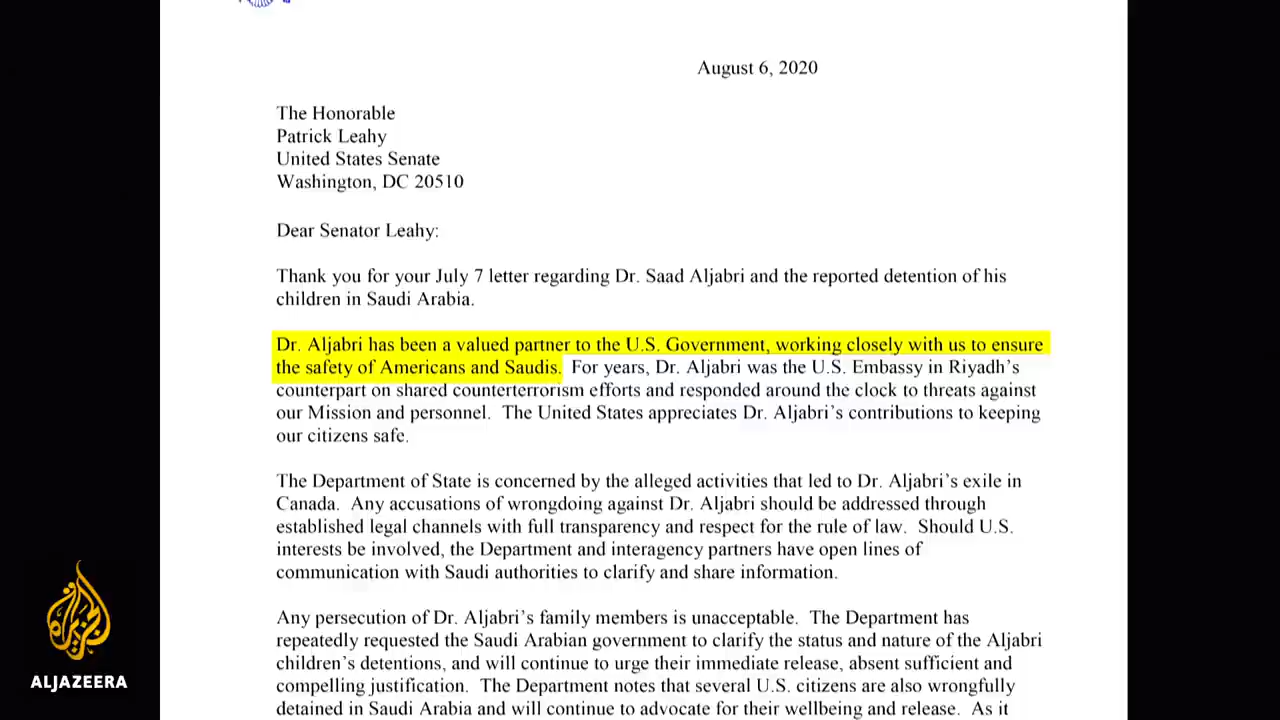 August 6, 2020
The Honorable
Patrick Leahy
United States Senate
Washington, DC 20510
Dear Senator Leahy:
Thank you for your July 7 letter regarding Dr. Saad Aljabri and the reported detention of his
children in Saudi Arabia.
Dr. Aljabri has been a valued partner to the U.S. Government, working closely with us to ensure
the safety of Americans and Saudis. For years, Dr. Aljabri was the U.S. Embassy in Riyadh's
counterpart on shared counterterrorism efforts and responded around the clock to threats against
our Mission and personnel. The United States appreciates Dr. Aljabri's contributions to keeping
our citizens safe.
The Department of State is concerned by the alleged activities that led to Dr. Aljabri's exile in
Canada. Any accusations of wrongdoing against Dr. Aljabri should be addressed through
established legal channels with full transparency and respect for the rule of law. Should U.S.
interests be involved, the Department and interagency partners have open lines of
communication with Saudi authorities to clarify and share information.
Any persecution of Dr. Aljabri's family members is unacceptable. The Department has
repeatedly requested the Saudi Arabian government to clarify the status and nature of the Aljabri
children's detentions, and will continue to urge their immediate release, absent sufficient and
compelling justification. The Department notes that several U.S. citizens are also wrongfully
detained in Saudi Arabia and will continue to advocate for their wellbeing and release. As it
الجزيرة
ALJAZEERA